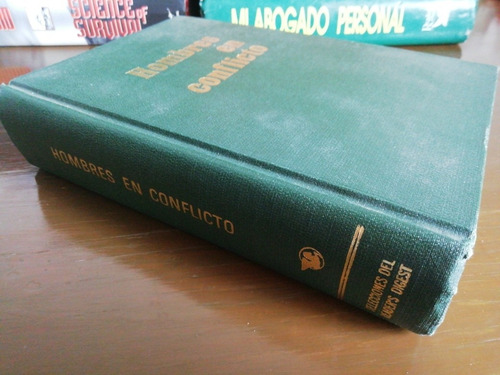 SCIENCE OF
SURVIVAL
MI ABOGADO PERSONAL
Hombres
en
conflicto
HOMBRES EN CONFLICTO
SELECCIONES DEL
READER'S DIGEST